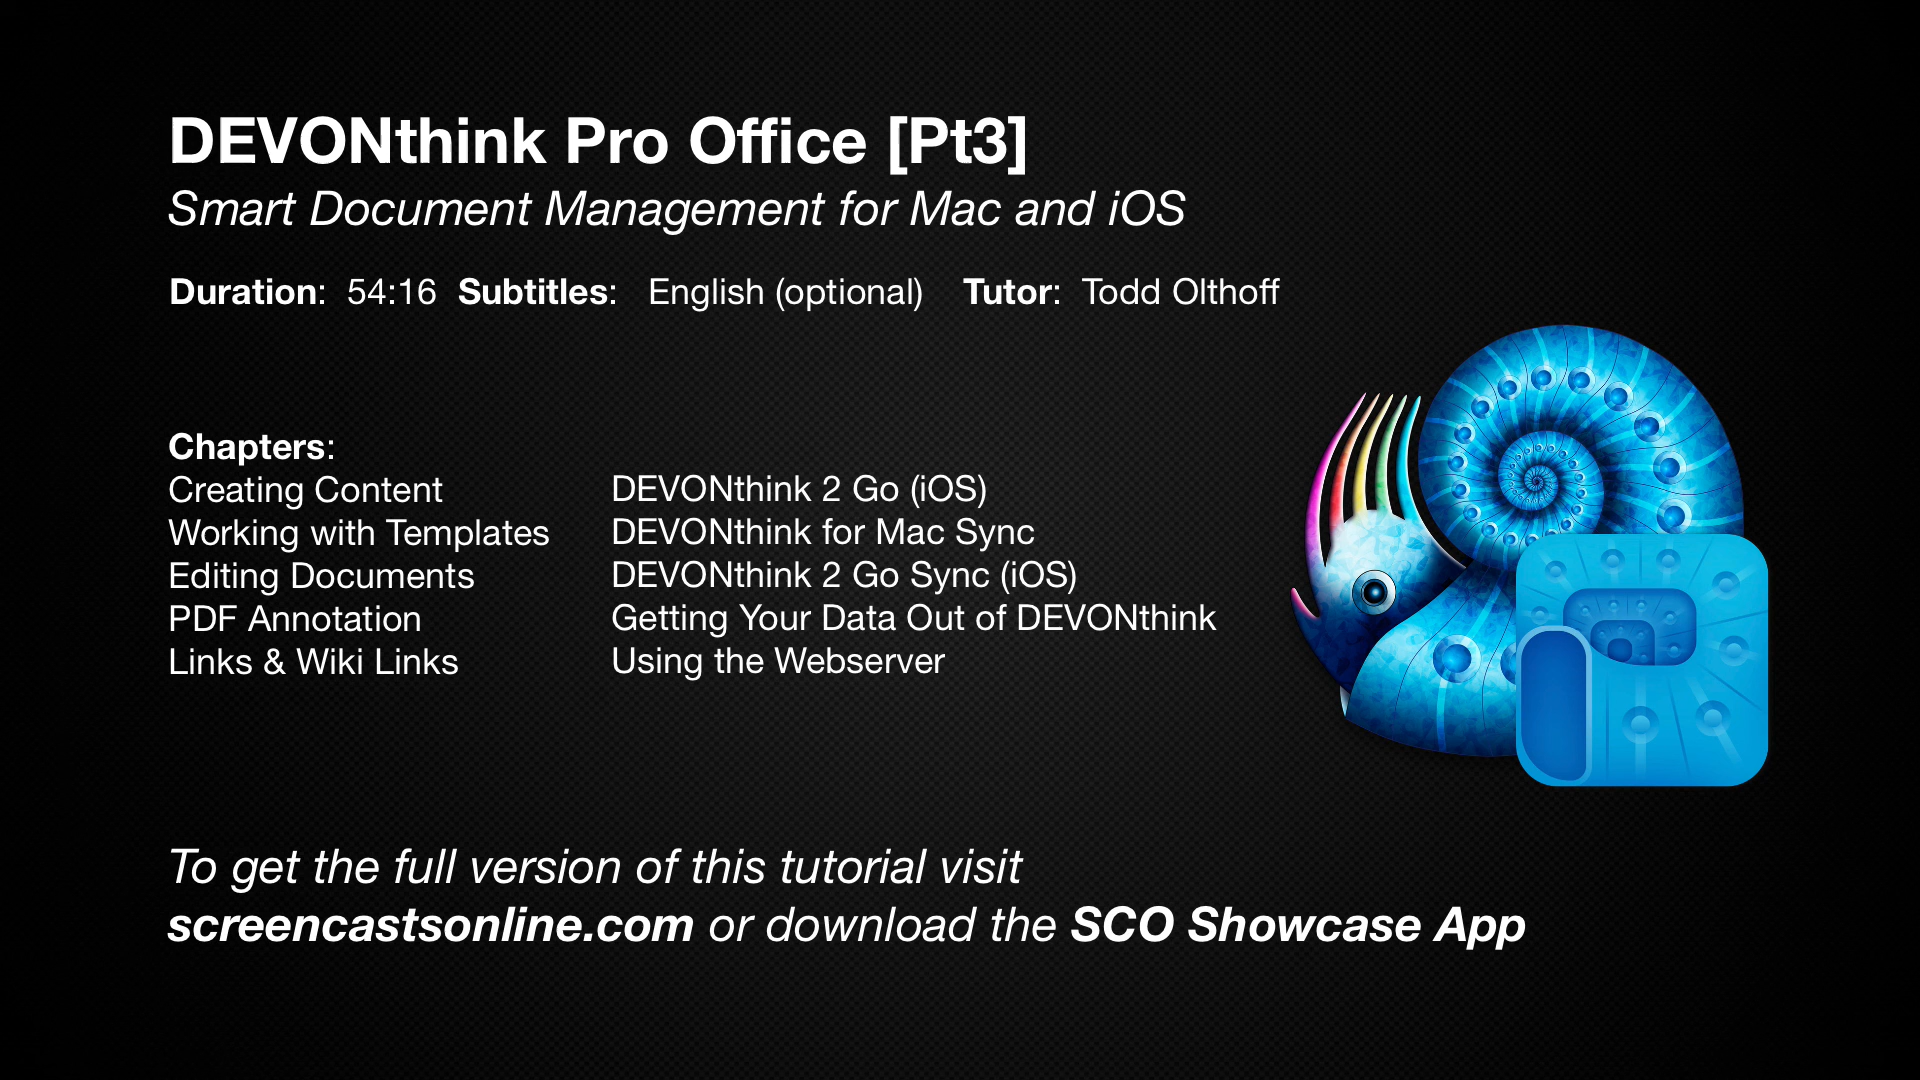 DEVONthink Pro Office [Pt3]
Smart Document Management for Mac and iOS
Duration: 54:16 Subtitles: English (optional) Tutor: Todd Olthoff
Chapters:
Creating Content
Working with Templates
Editing Documents
PDF Annotation
Links & Wiki Links
DEVONthink 2 Go (iOS)
DEVONthink for Mac Sync
DEVONthink 2 Go Sync (iOS)
Getting Your Data Out of DEVONthink
Using the Webserver
To get the full version of this tutorial visit
screencastsonline.com or download the SCO Showcase App